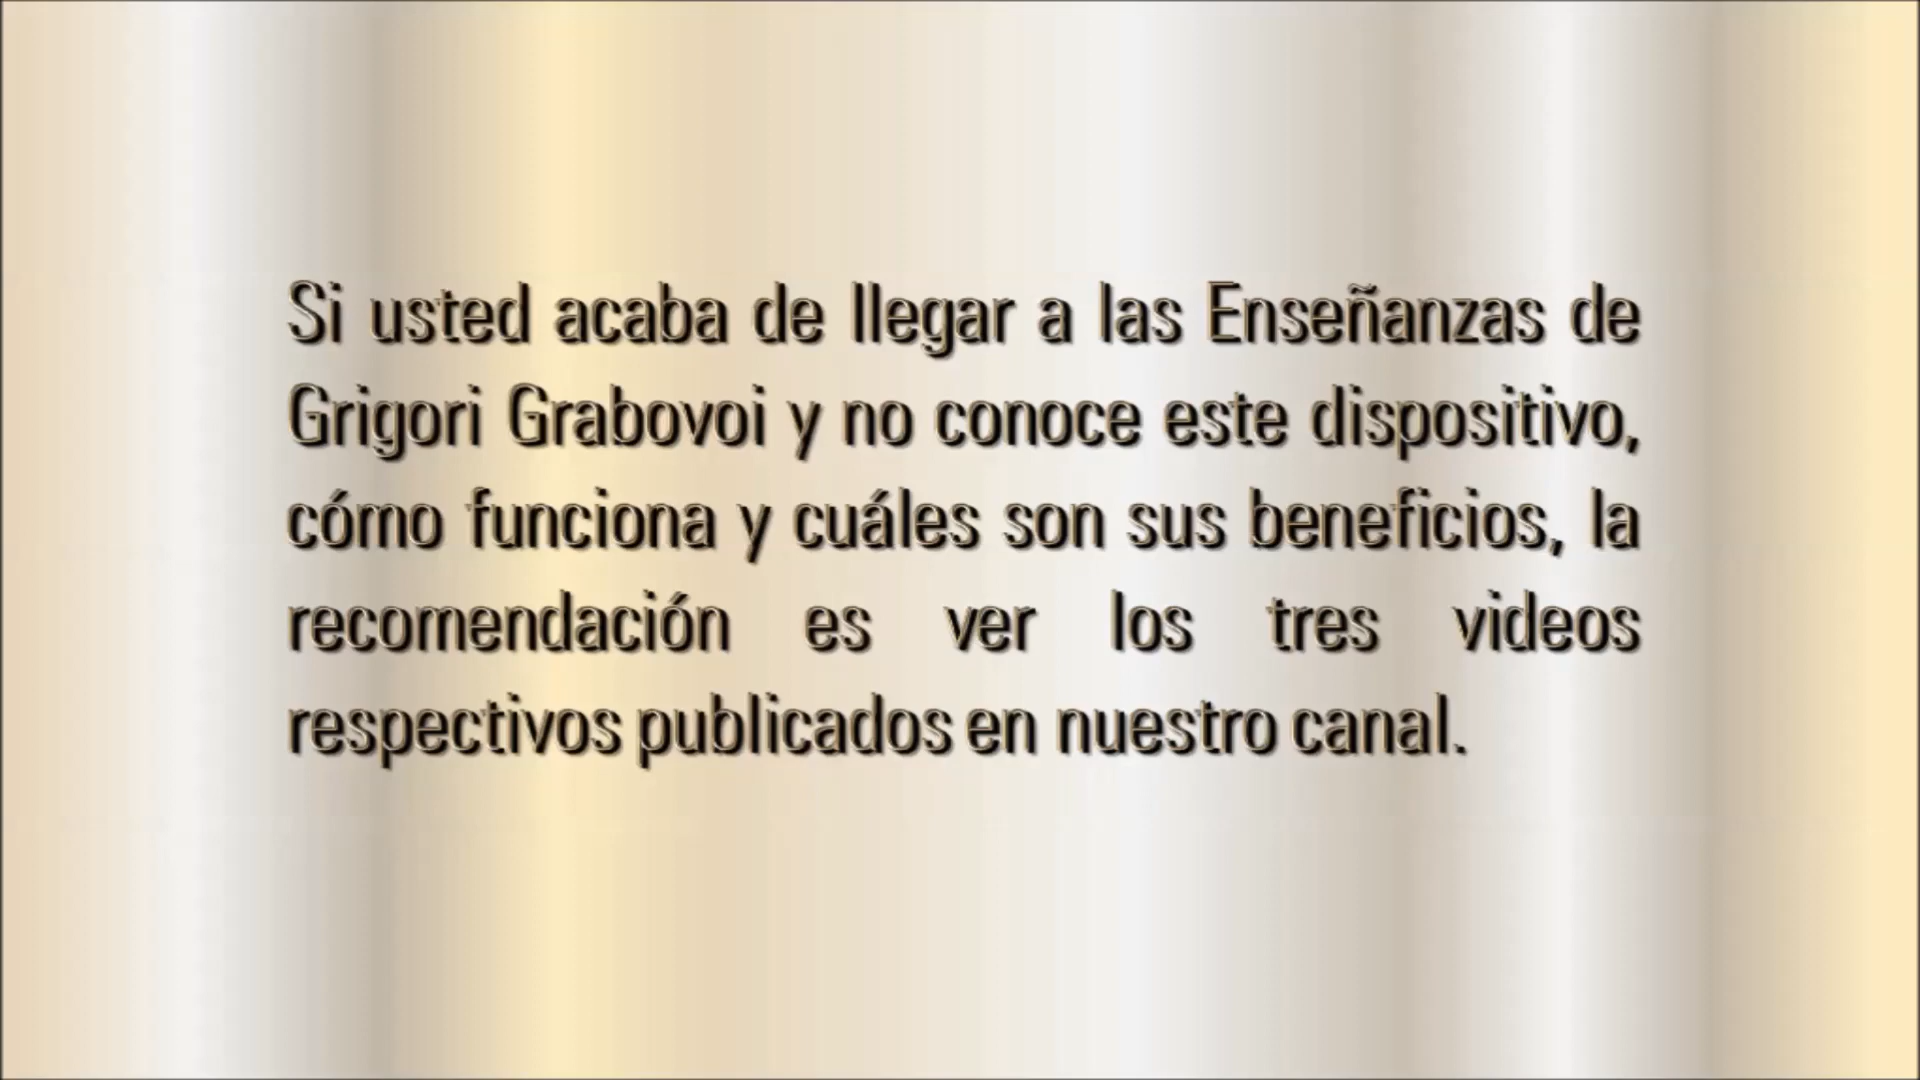 Si usted acaba de llegar a las Enseñanzas de
Grigori Grabovoi y no conoce este dispositivo,
cómo funciona y cuáles son sus beneficios, la
recomendación es ver los tres videos
respectivos publicados en nuestro canal.